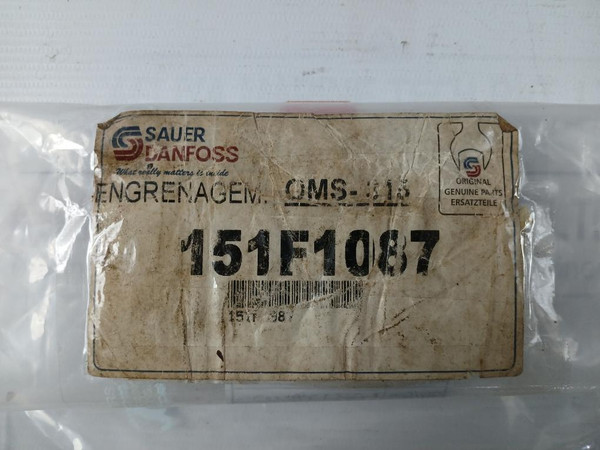 SAUER
DANFOSS
What really matters is inside
ORIGINAL
GENUINE PARTS
ERSATZTEILE
ENGRENAGEM.
151F1087